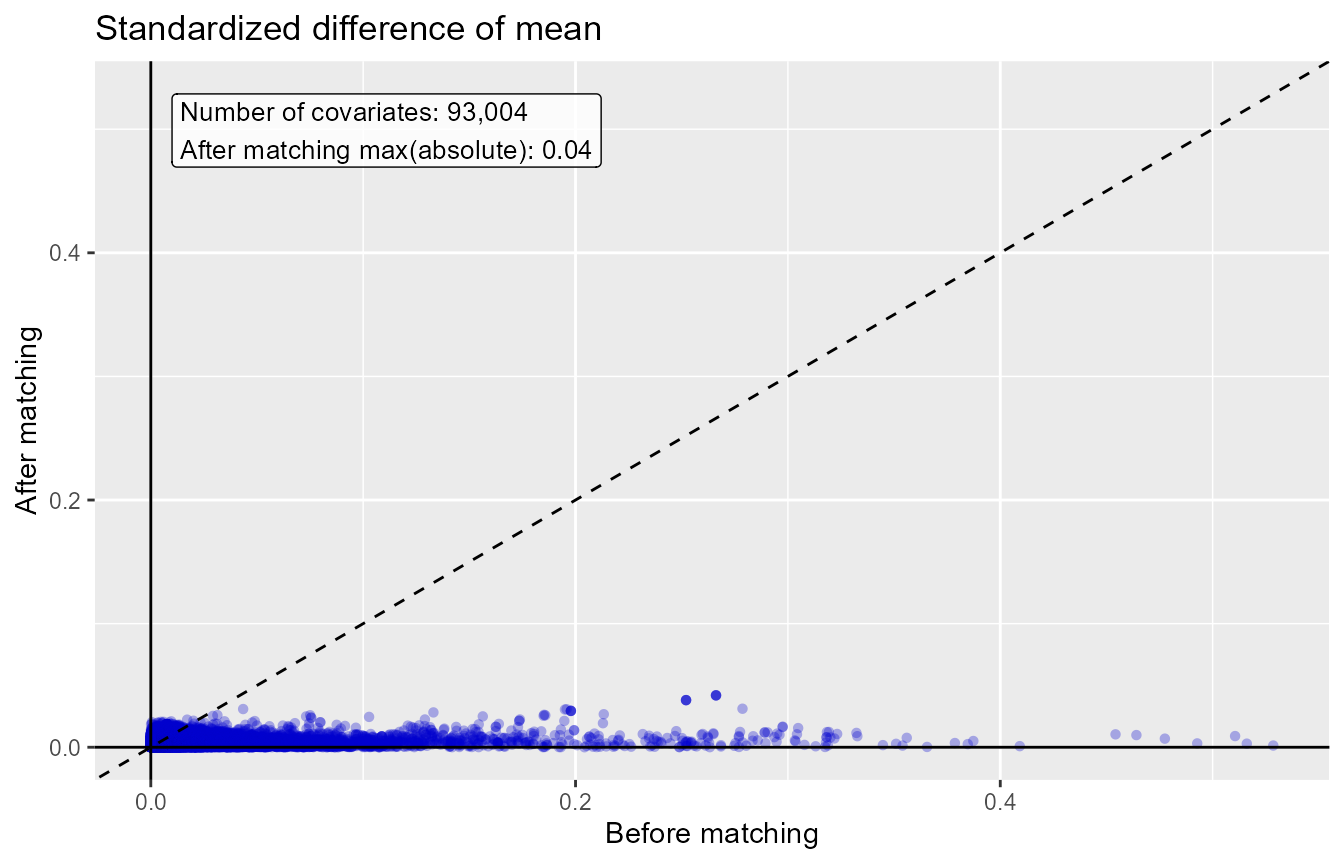 Standardized difference of mean
Number of covariates: 93,004
After matching max(absolute): 0.04
After matching
0.4
0.2
0.0
0.0
0.2
0.4
Before matching